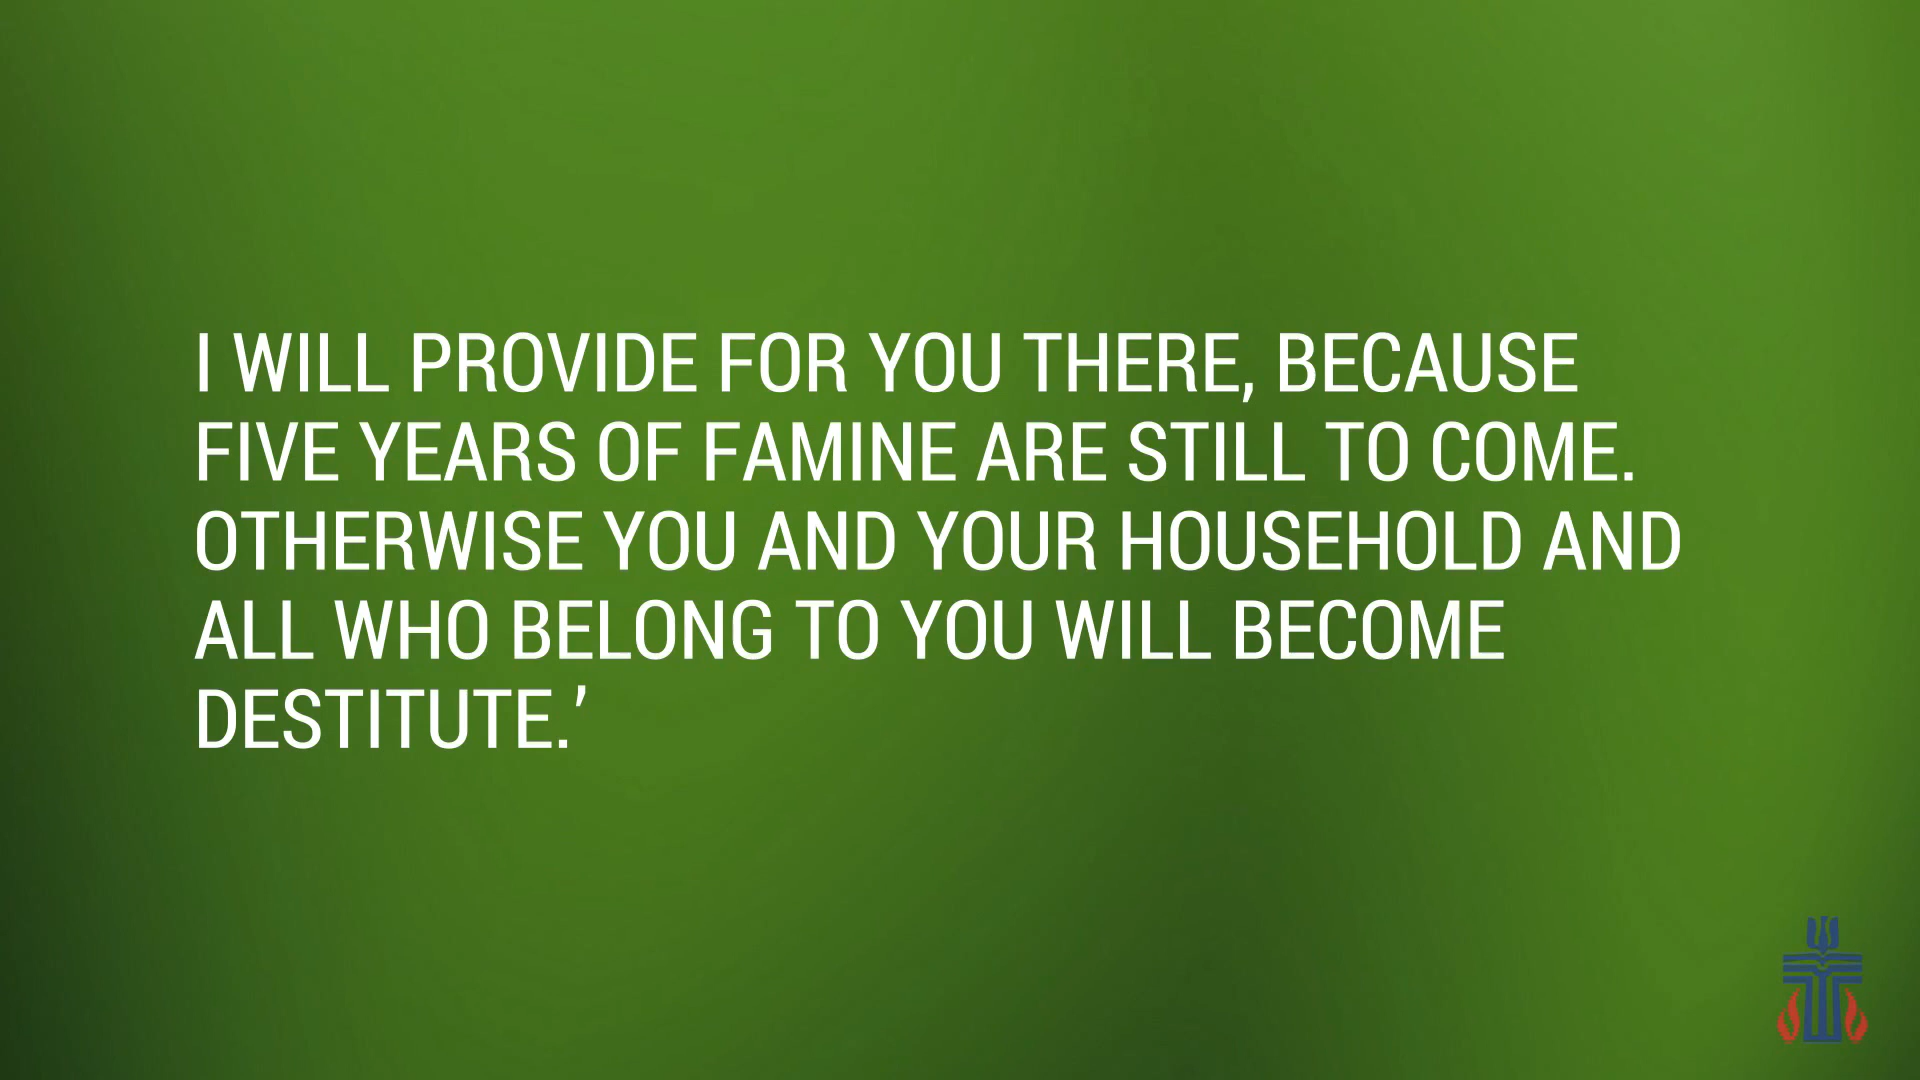 I WILL PROVIDE FOR YOU THERE, BECAUSE
FIVE YEARS OF FAMINE ARE STILL TO COME.
OTHERWISE YOU AND YOUR HOUSEHOLD AND
ALL WHO BELONG TO YOU WILL BECOME
DESTITUTE.’